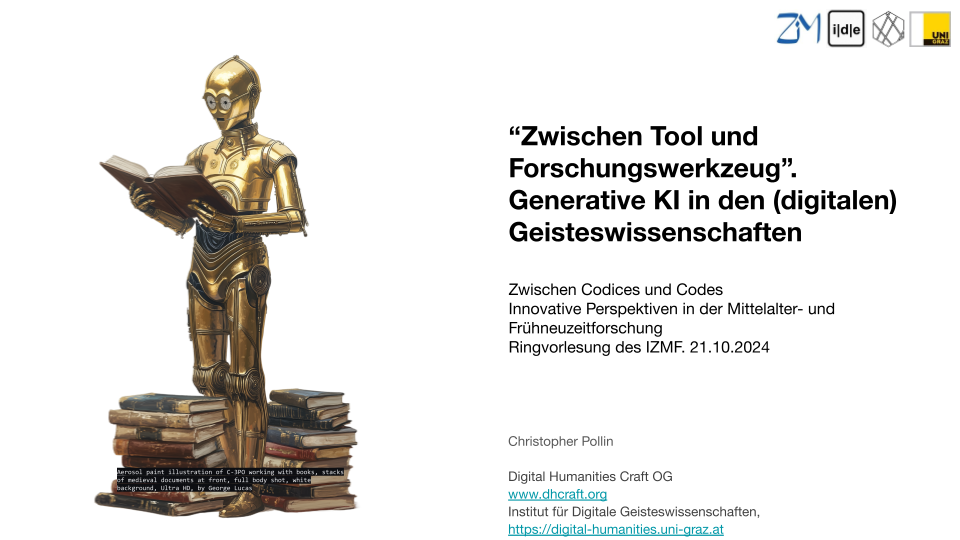 ZiM
i|d|e
UNI
GRAZ
“Zwischen Tool und
Forschungswerkzeug”.
Generative KI in den (digitalen)
Geisteswissenschaften
Zwischen Codices und Codes
Innovative Perspektiven in der Mittelalter- und
Frühneuzeitforschung
Ringvorlesung des IZMF. 21.10.2024
Aerosol paint illustration of C-3PO working with books, stacks
of medieval documents at front, full body shot, white
background, Ultra HD, by George Lucas
Christopher Pollin
Digital Humanities Craft OG
www.dhcraft.org
Institut für Digitale Geisteswissenschaften,
https://digital-humanities.uni-graz.at